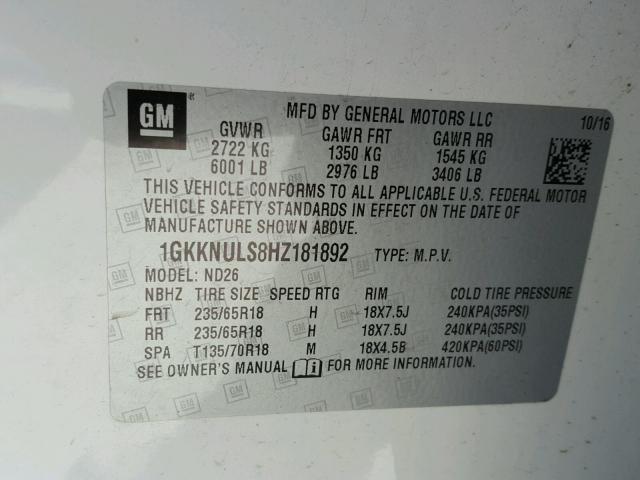 GM
MFD BY GENERAL MOTORS LLC
10/16
GVWR GAWR FRT GAWR RR
2722 KG 1350 KG 1545 KG
6001 LB 2976 LB 3406 LB
THIS VEHICLE CONFORMS TO ALL APPLICABLE U.S. FEDERAL MOTOR
VEHICLE SAFETY STANDARDS IN EFFECT ON THE DATE OF
MANUFACTURE SHOWN ABOVE.
1GKKNULS8HZ181892 TYPE: M.P.V.
MODEL: ND26
NBHZ TIRE SIZE SPEED RTG RIM COLD TIRE PRESSURE
FRT 235/65R18 H 18X7.5J 240KPA(35PSI)
RR 235/65R18 H 18X7.5J 240KPA(35PSI)
SPA T135/70R18 M 18X4.5B 420KPA(60PSI)
SEE OWNER'S MANUAL FOR MORE INFORMATION.